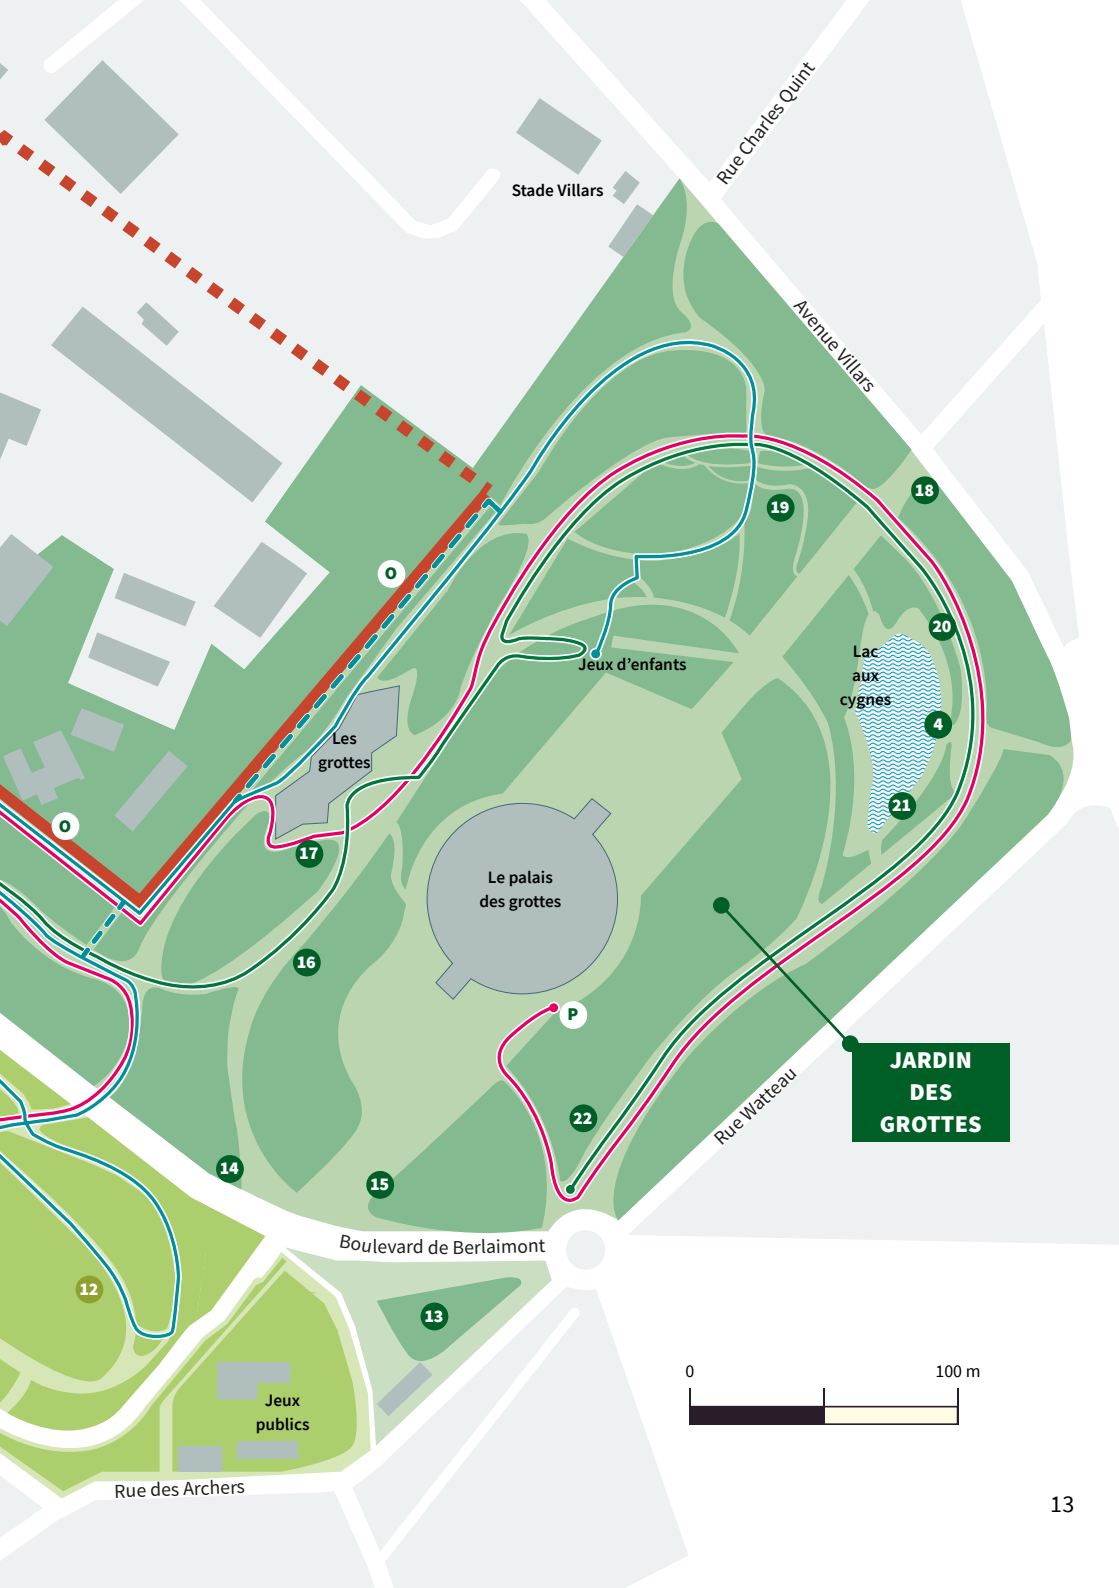 Rue Charles Quint
Stade Villars
Avenue Villars
18
19
O
20
Lac
aux
cygnes
Jeux d’enfants
4
Les
grottes
21
O
17
Le palais
des grottes
16
P
JARDIN
DES
GROTTES
22
Rue Watteau
14
15
Boulevard de Berlaimont
12
13
0
100 m
Jeux
publics
Rue des Archers
13